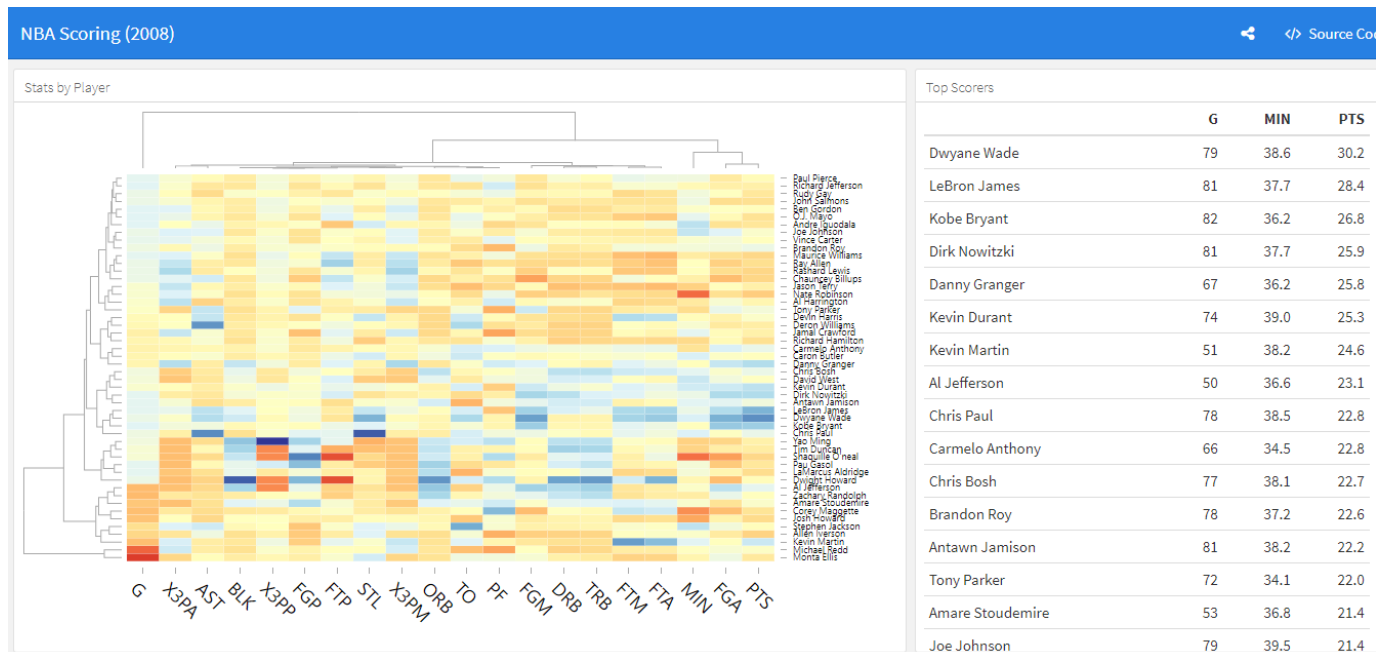 NBA Scoring (2008)
</> Source Co
Stats by Player
Paul Pierce
Richard Jefferson
Rudy Gay
John Salmons
Ben Gordon
O.J. Mayo
Andre Iguodala
Joe Johnson
Vince Carter
Brandon Roy
Maurice Williams
Ray Allen
Rashard Lewis
Chauncey Billups
Jason Terry
Nate Robinson
Al Harrington
Tony Parker
Devin Harris
Deron Williams
Jamal Crawford
Richard Hamilton
Carmelo Anthony
Caron Butler
Danny Granger
Chris Bosh
David West
Kevin Durant
Dirk Nowitzki
Antawn Jamison
LeBron James
Dwyane Wade
Kobe Bryant
Chris Paul
Yao Ming
Tim Duncan
Shaquille O'neal
Pau Gasol
LaMarcus Aldridge
Dwight Howard
Al Jefferson
Zachary Randolph
Amare Stoudemire
Corey Maggette
Josh Howard
Stephen Jackson
Allen Iverson
Kevin Martin
Michael Redd
Monta Ellis
G X3PA AST BLK X3PP FGP FTP STL X3PM ORB TO PF FGM DRB TRB FTM FTA MIN FGA PTS
Top Scorers
G MIN PTS
Dwyane Wade 79 38.6 30.2
LeBron James 81 37.7 28.4
Kobe Bryant 82 36.2 26.8
Dirk Nowitzki 81 37.7 25.9
Danny Granger 67 36.2 25.8
Kevin Durant 74 39.0 25.3
Kevin Martin 51 38.2 24.6
Al Jefferson 50 36.6 23.1
Chris Paul 78 38.5 22.8
Carmelo Anthony 66 34.5 22.8
Chris Bosh 77 38.1 22.7
Brandon Roy 78 37.2 22.6
Antawn Jamison 81 38.2 22.2
Tony Parker 72 34.1 22.0
Amare Stoudemire 53 36.8 21.4
Joe Johnson 79 39.5 21.4